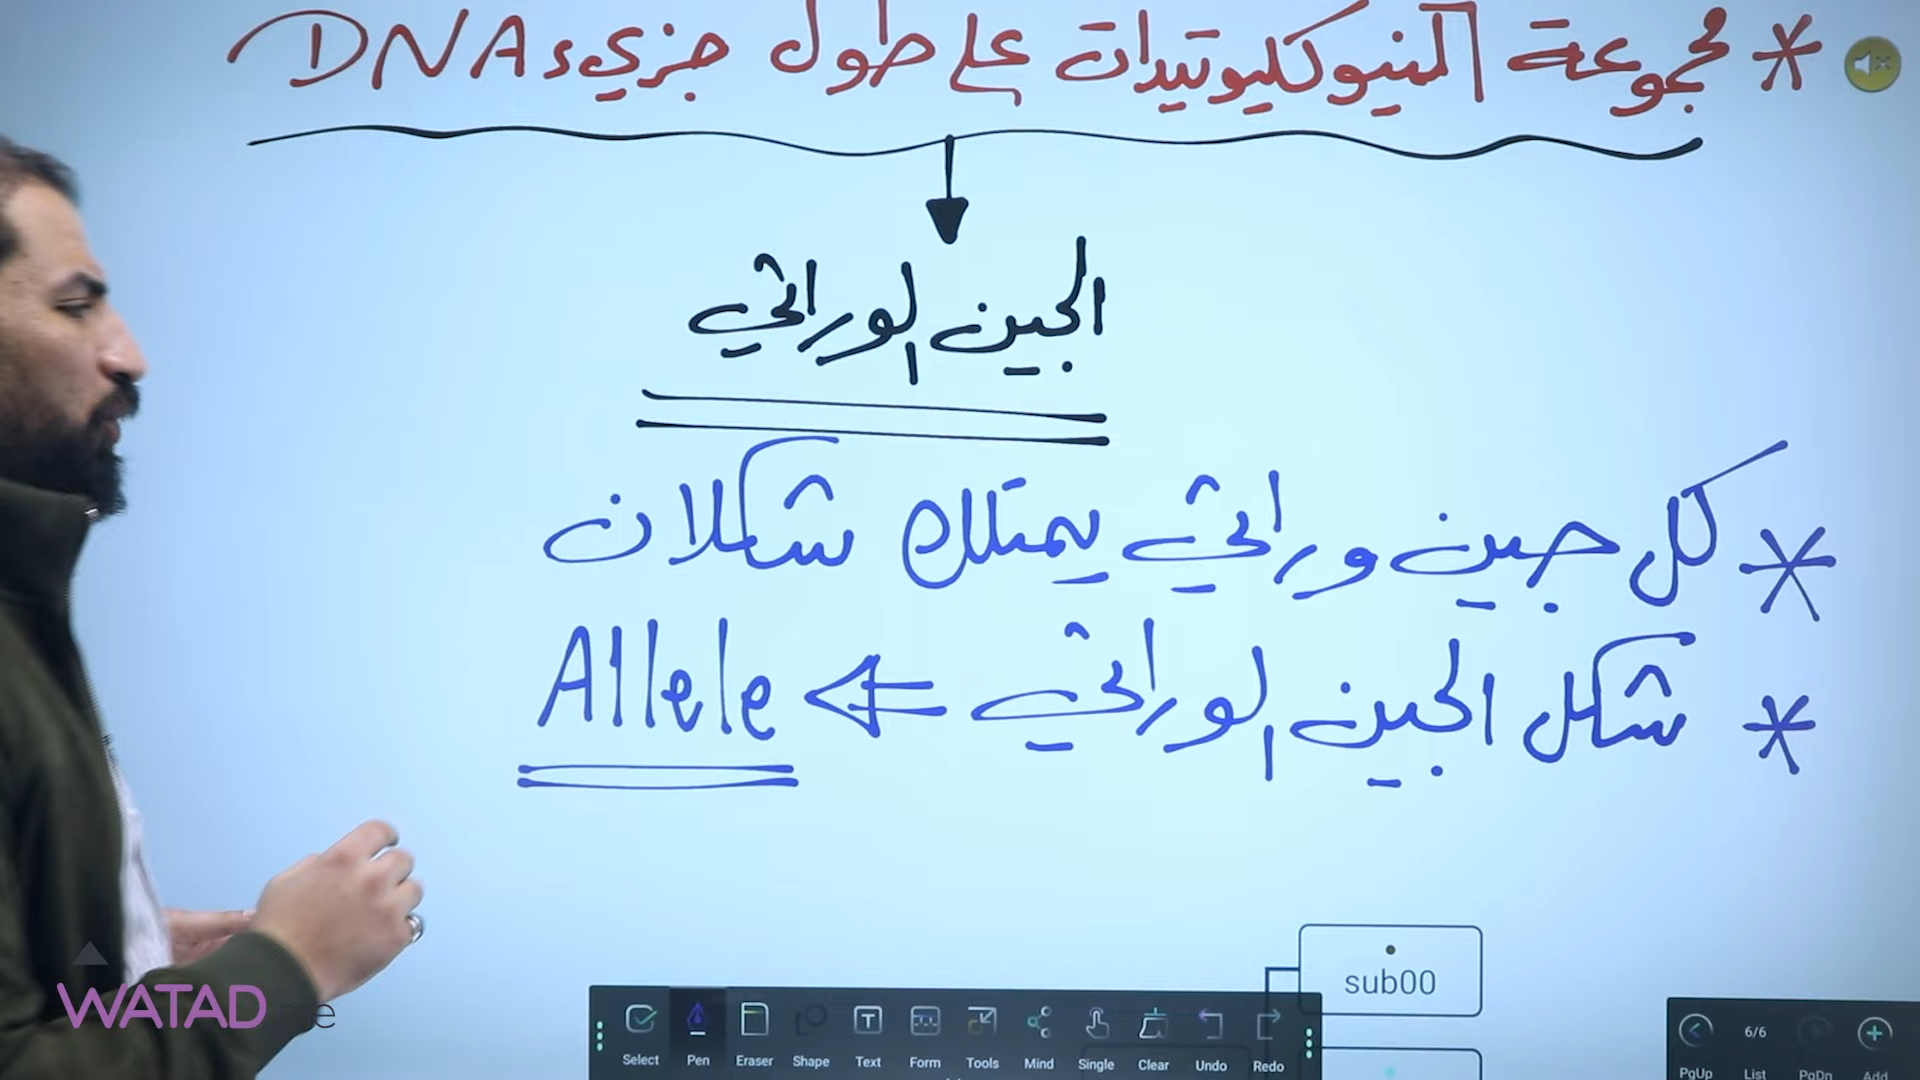 * مجموعة النيوكليوتيدات على طول جزيء DNA
الجين الوراثي
* كل جين وراثي يمتلك شكلان
* شكل الجين الوراثي ⇐ Allele
sub00
WATAD
Select Pen Eraser Shape Text Form Tools Mind Single Clear Undo Redo
6/6
PgUp List PgDn Add